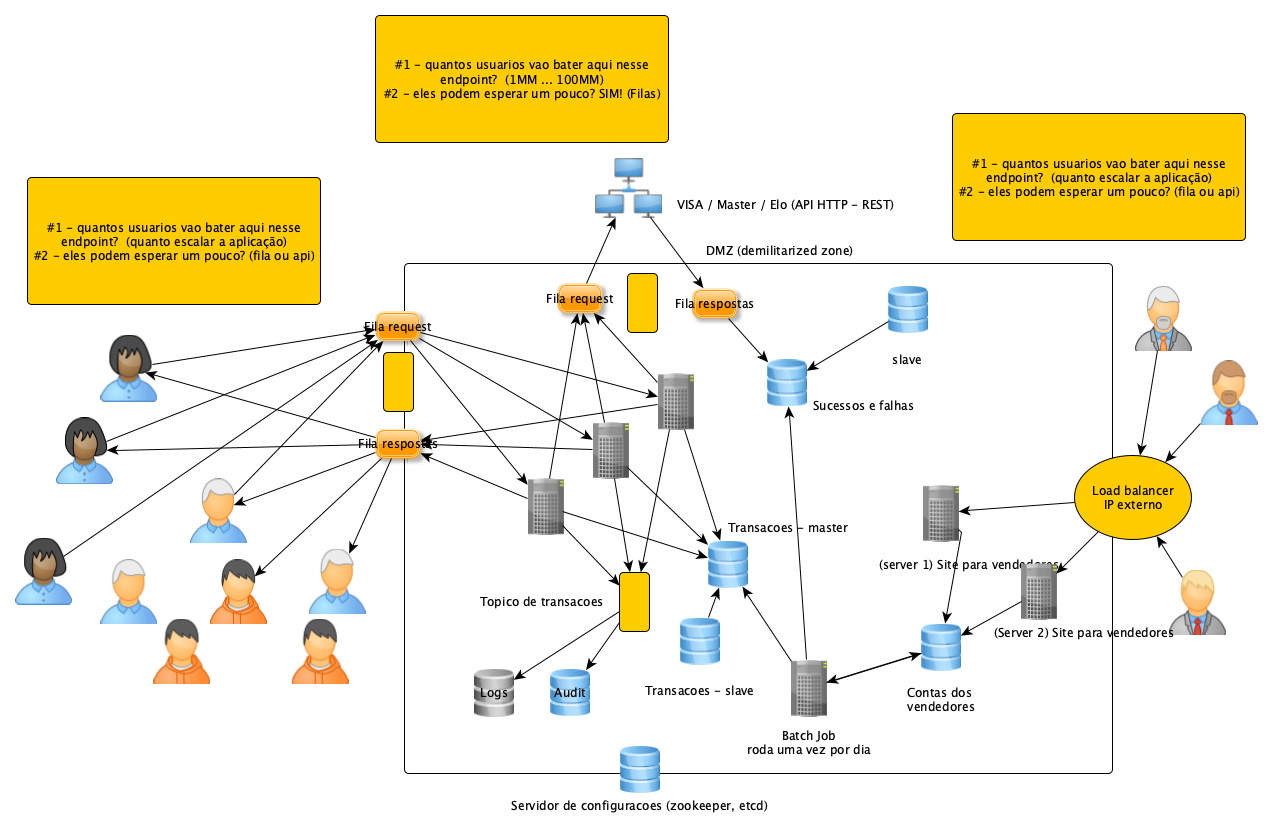 #1 - quantos usuarios vao bater aqui nesse
endpoint?  (1MM ... 100MM)
#2 - eles podem esperar um pouco? SIM! (Filas)
#1 - quantos usuarios vao bater aqui nesse
endpoint?  (quanto escalar a aplicação)
#2 - eles podem esperar um pouco? (fila ou api)
#1 - quantos usuarios vao bater aqui nesse
endpoint?  (quanto escalar a aplicação)
#2 - eles podem esperar um pouco? (fila ou api)
VISA / Master / Elo (API HTTP - REST)
DMZ (demilitarized zone)
Fila request
Fila respostas
Fila request
slave
Sucessos e falhas
Fila respostas
Load balancer
IP externo
Transacoes - master
(server 1) Site para vendedores
Topico de transacoes
(Server 2) Site para vendedores
Transacoes - slave
Logs
Audit
Contas dos
vendedores
Batch Job
roda uma vez por dia
Servidor de configuracoes (zookeeper, etcd)